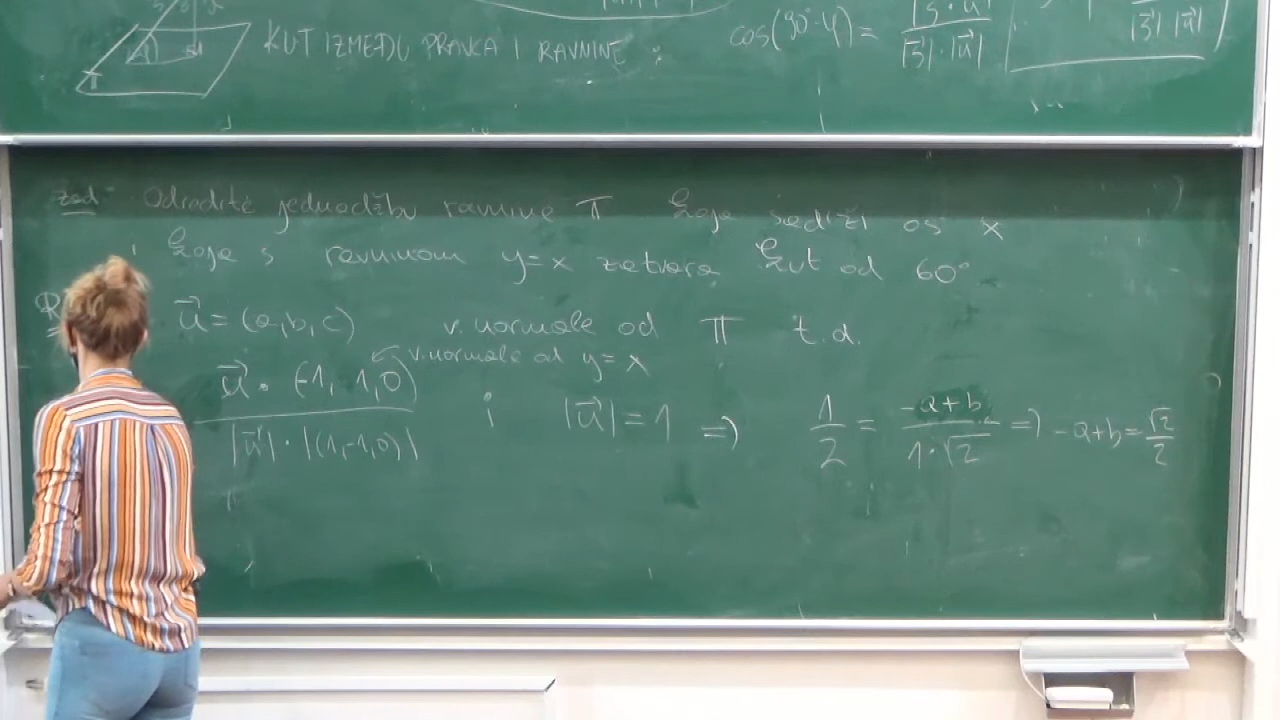 KUT IZMEĐU PRAVCA I RAVNINE :
cos(90°-φ) = |s⃗ · u⃗| / |s⃗|·|u⃗|
|s⃗| |u⃗|
zad Odredite jednadžbu ravnine π koja sadrži os x
i koja s ravninom y=x zatvara kut od 60°
u⃗ = (a,b,c) v. normale od π t.d.
v. normale od y=x
u⃗ · (-1, 1,0) / |u⃗| · |(1,-1,0)| i |u⃗| = 1 ⇒ 1/2 = -a+b / 1·√2 ⇒ -a+b = √2/2